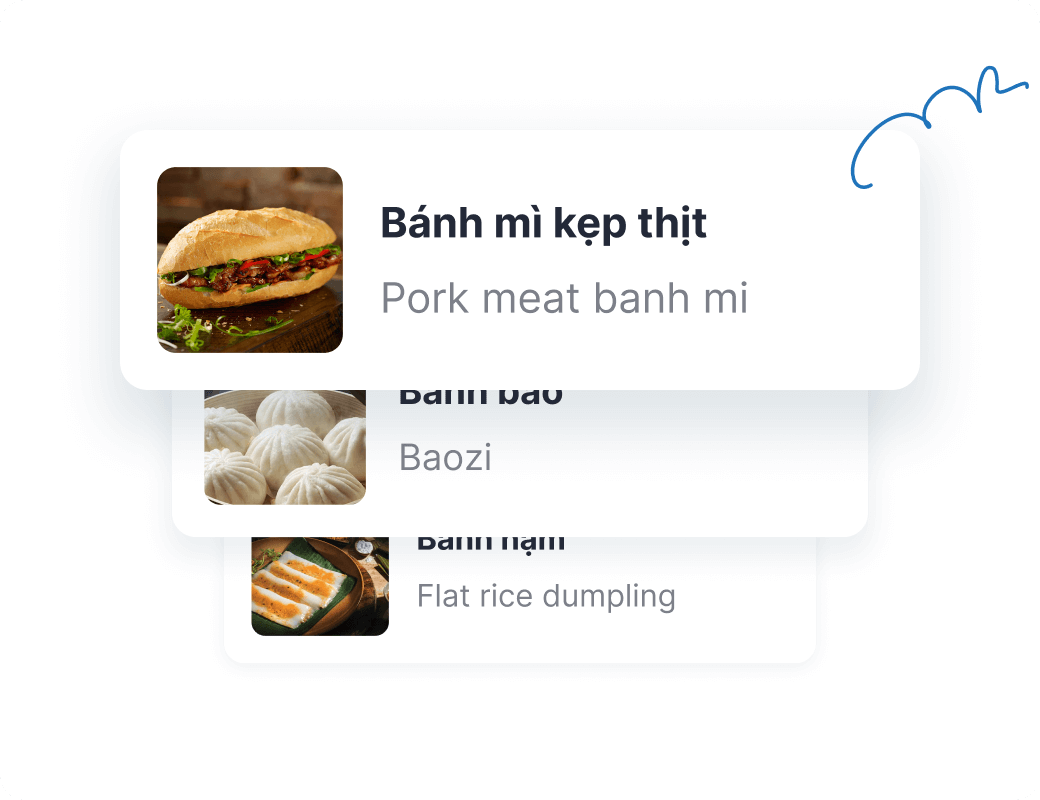 Bánh mì kẹp thịt
Pork meat banh mi
Bánh bao
Baozi
Bánh nậm
Flat rice dumpling